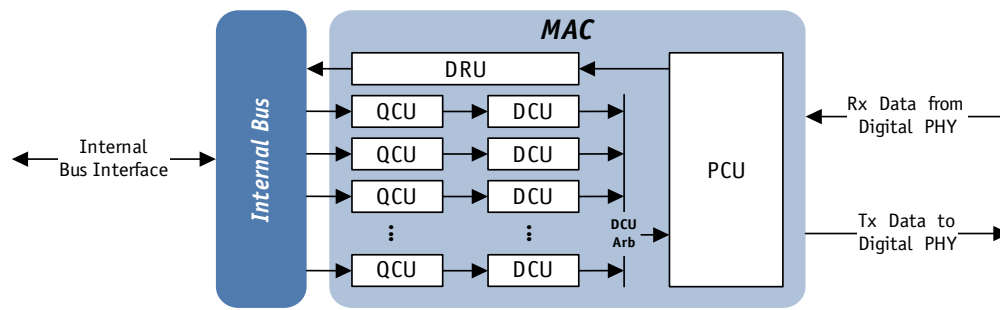 MAC
DRU
QCU DCU
Rx Data from
Digital PHY
Internal
Bus Interface
Internal Bus
QCU DCU
PCU
QCU DCU
⋮ ⋮
DCU
Arb
Tx Data to
Digital PHY
QCU DCU